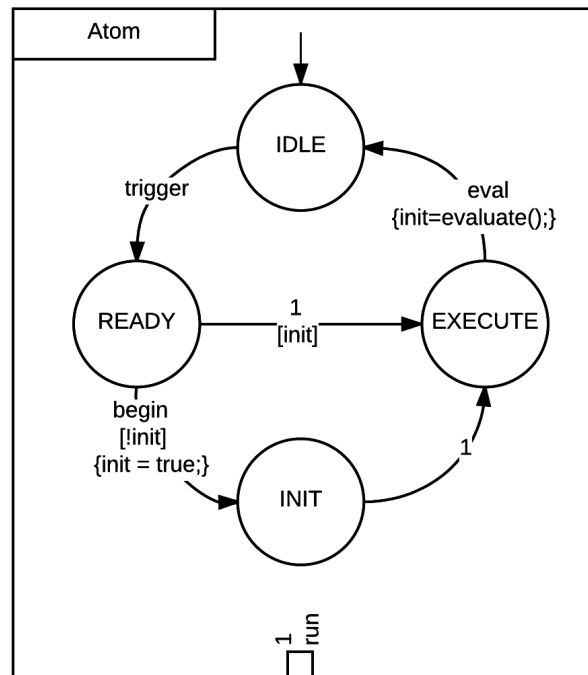 Atom
IDLE
trigger
eval
{init=evaluate();}
READY
1
[init]
EXECUTE
begin
[!init]
{init = true;}
1
INIT
1
run